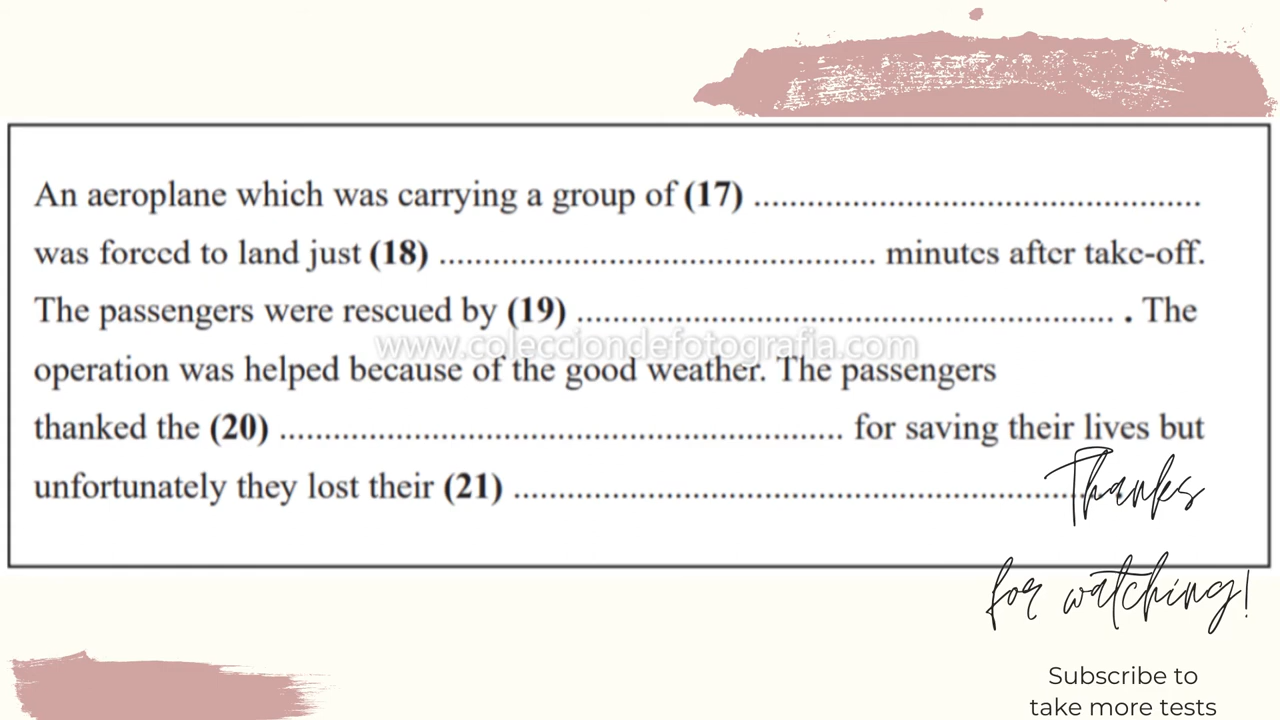 An aeroplane which was carrying a group of (17) ..............................................
was forced to land just (18) ............................................. minutes after take-off.
The passengers were rescued by (19) ....................................................... . The
www.colecciondefotografia.com
operation was helped because of the good weather. The passengers
thanked the (20) .......................................................... for saving their lives but
unfortunately they lost their (21) ..............................................................
Thanks
for watching!
Subscribe to
take more tests